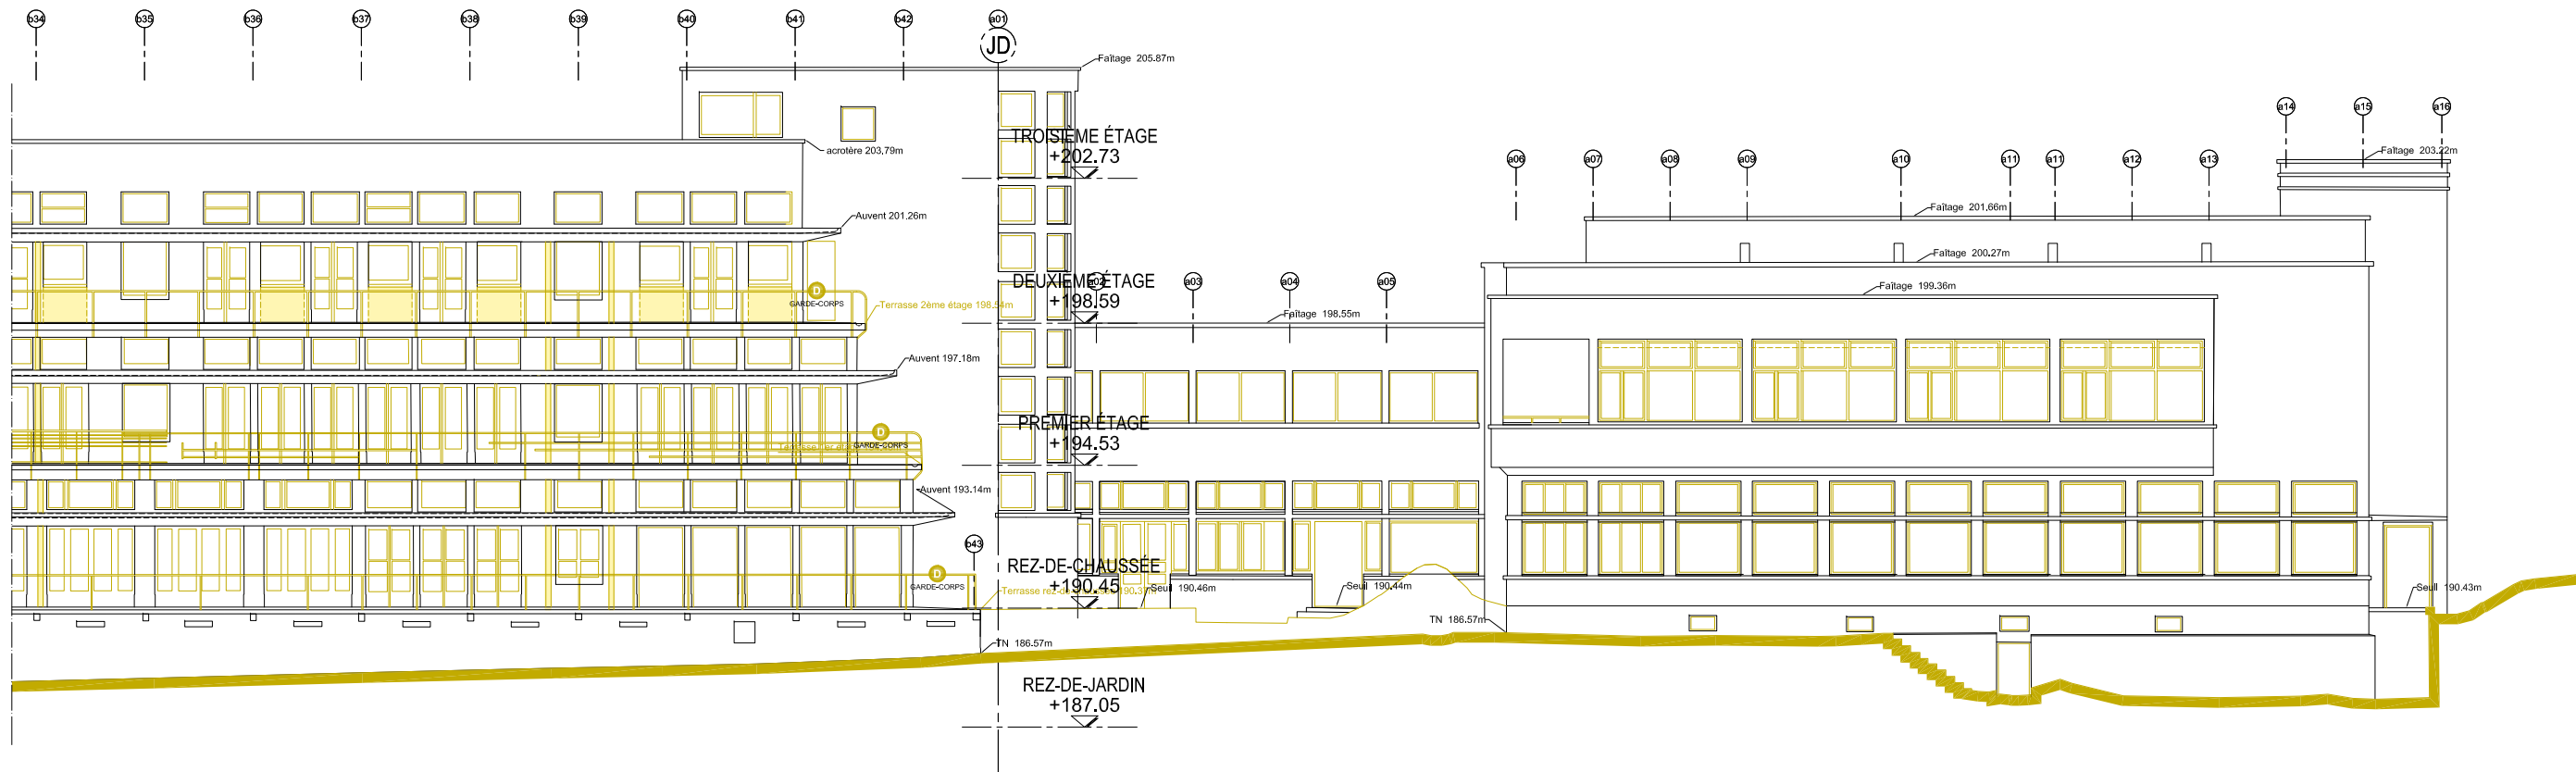 b34 b35 b36 b37 b38 b39 b40 b41 b42 a01
JD
Faîtage 205.87m
a14 a15 a16
TROISIÈME ÉTAGE
+202.73
acrotère 203,79m
Faîtage 203.22m
a06 a07 a08 a09 a10 a11 a11 a12 a13
Auvent 201.26m
Faîtage 201,66m
Faîtage 200.27m
DEUXIEME ÉTAGE
+198.59
a02 a03 a04 a05
Faîtage 199.36m
D
GARDE-CORPS
Terrasse 2ème étage 198.54m
Faîtage 198.55m
Auvent 197.18m
PREMIER ÉTAGE
+194.53
D
GARDE-CORPS
Terrasse 1er
Auvent 193.14m
b43
REZ-DE-CHAUSSÉE
+190.45
D
GARDE-CORPS
Terrasse
Seuil 190.46m
Seuil 190.44m
Seuil 190.43m
TN 186.57m
TN 186.57m
REZ-DE-JARDIN
+187.05